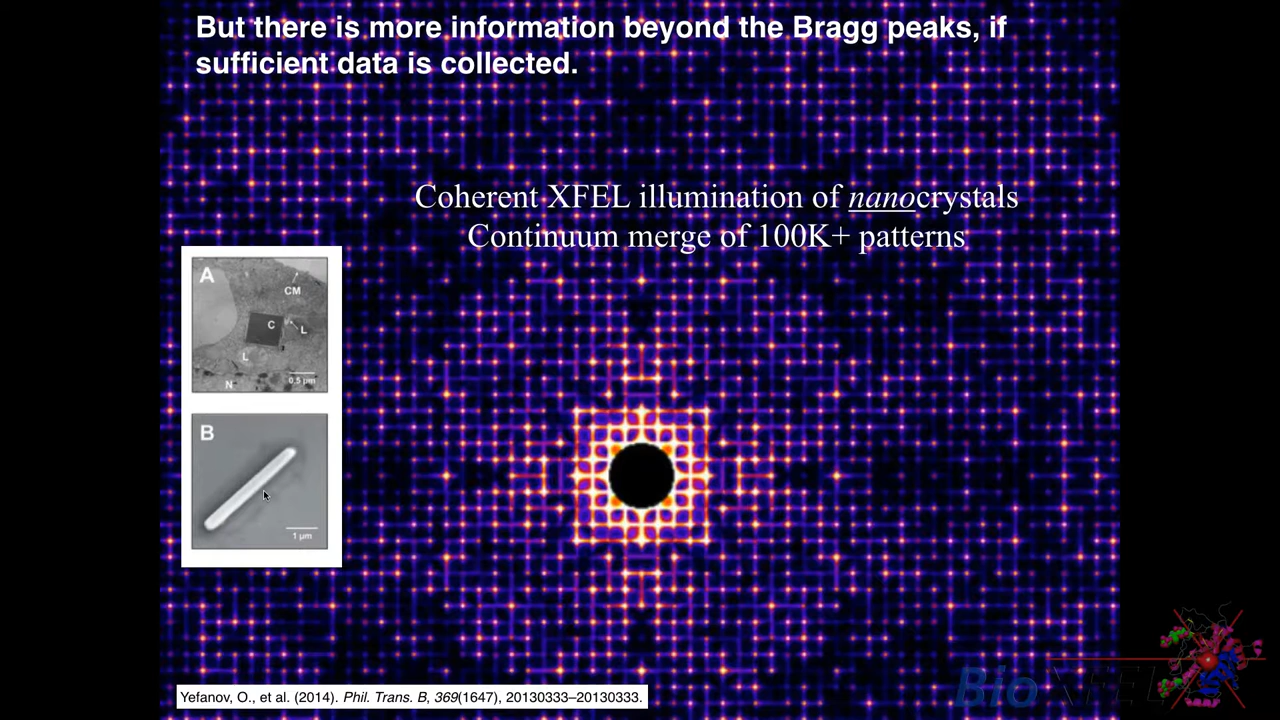 But there is more information beyond the Bragg peaks, if
sufficient data is collected.
Coherent XFEL illumination of nanocrystals
Continuum merge of 100K+ patterns
A
CM
C
L
L
N
0.5 μm
B
1 μm
Yefanov, O., et al. (2014). Phil. Trans. B, 369(1647), 20130333–20130333.
BioXFEL